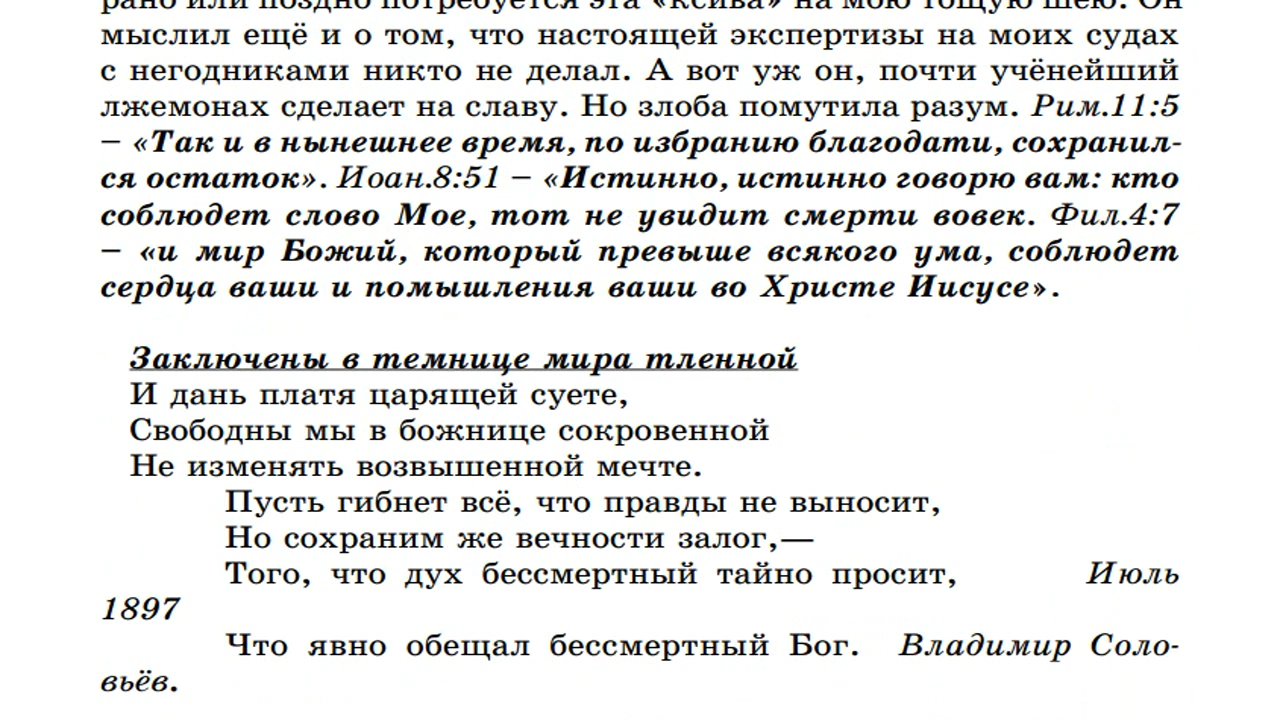 рано или поздно потребуется эта «ксива» на мою тощую шею. Он
мыслил ещё и о том, что настоящей экспертизы на моих судах
с негодниками никто не делал. А вот уж он, почти учёнейший
лжемонах сделает на славу. Но злоба помутила разум. Рим.11:5
– «Так и в нынешнее время, по избранию благодати, сохранил-
ся остаток». Иоан.8:51 – «Истинно, истинно говорю вам: кто
соблюдет слово Мое, тот не увидит смерти вовек. Фил.4:7
– «и мир Божий, который превыше всякого ума, соблюдет
сердца ваши и помышления ваши во Христе Иисусе».
Заключены в темнице мира тленной
И дань платя царящей суете,
Свободны мы в божнице сокровенной
Не изменять возвышенной мечте.
Пусть гибнет всё, что правды не выносит,
Но сохраним же вечности залог,—
Того, что дух бессмертный тайно просит, Июль
1897
Что явно обещал бессмертный Бог. Владимир Соло-
вьёв.